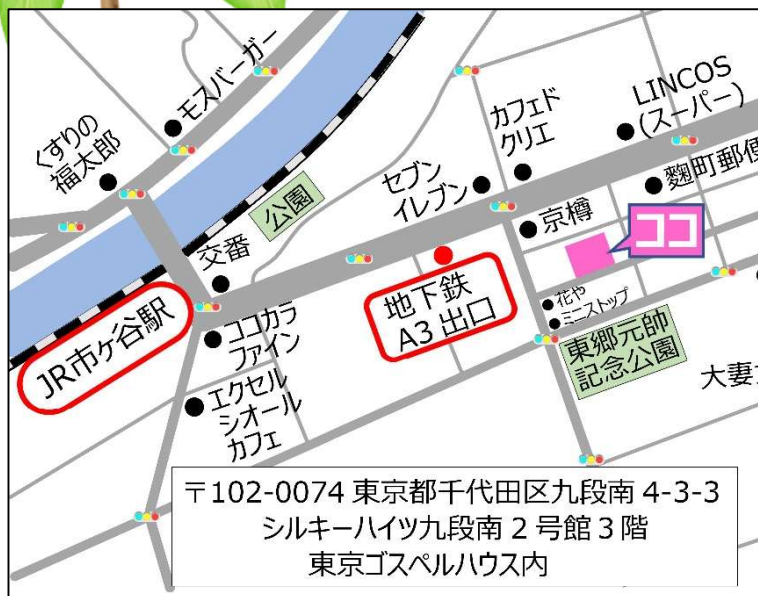 モスバーガー
くすりの
福太郎
公園
交番
セブン
イレブン
カフェド
クリエ
LINCOS
(スーパー)
麴町郵便
京樽
ココ
地下鉄
A3 出口
花や
ミニストップ
東郷元帥
記念公園
大妻
JR市ヶ谷駅
ココカラ
ファイン
エクセル
シオール
カフェ
〒102-0074 東京都千代田区九段南 4-3-3
シルキーハイツ九段南 2 号館 3 階
東京ゴスペルハウス内